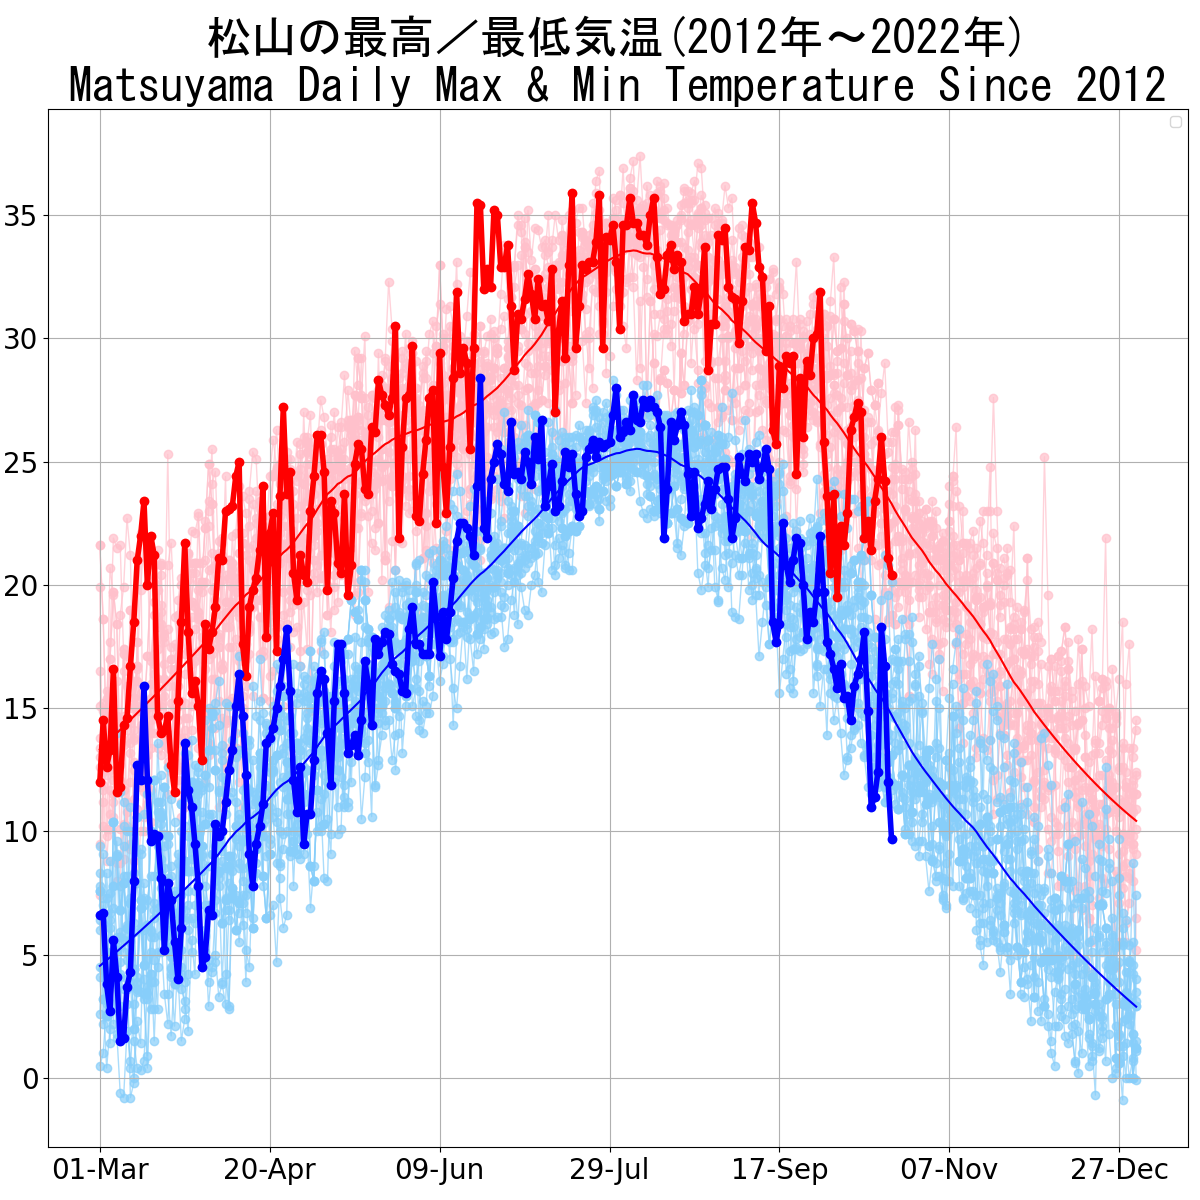 松山の最高／最低気温(2012年～2022年)
Matsuyama Daily Max & Min Temperature Since 2012
35
30
25
20
15
10
5
0
01-Mar 20-Apr 09-Jun 29-Jul 17-Sep 07-Nov 27-Dec